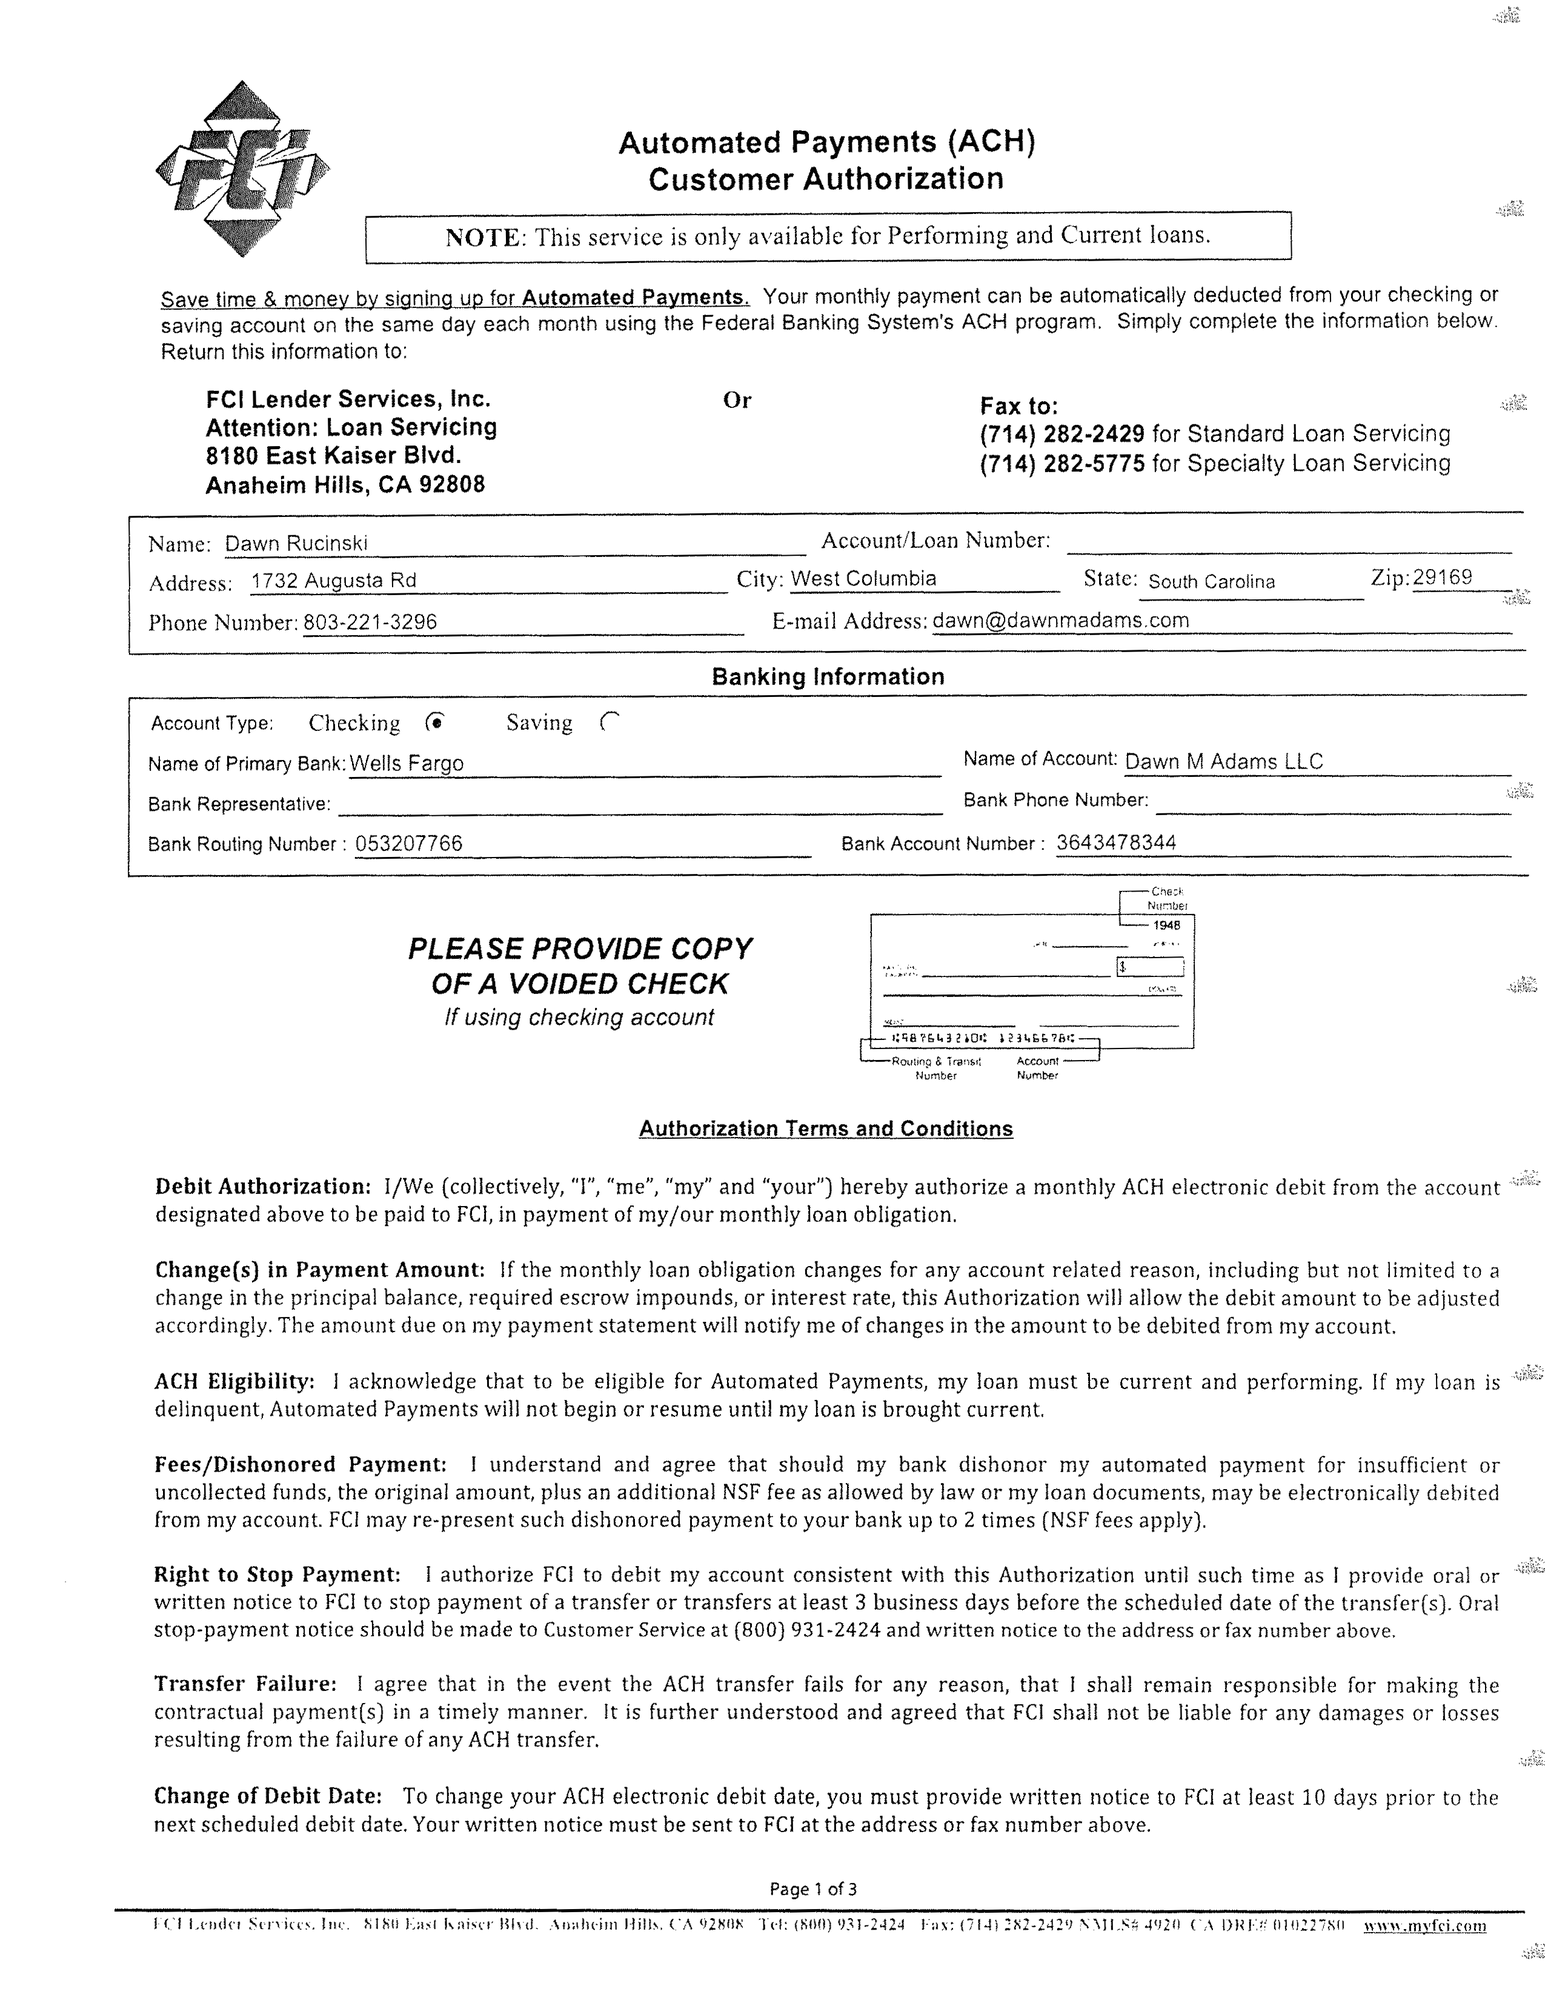 FCI
Automated Payments (ACH)
Customer Authorization
NOTE: This service is only available for Performing and Current loans.
Save time & money by signing up for Automated Payments. Your monthly payment can be automatically deducted from your checking or
saving account on the same day each month using the Federal Banking System's ACH program. Simply complete the information below.
Return this information to:
FCI Lender Services, Inc.
Attention: Loan Servicing
8180 East Kaiser Blvd.
Anaheim Hills, CA 92808
Or
Fax to:
(714) 282-2429 for Standard Loan Servicing
(714) 282-5775 for Specialty Loan Servicing
Name: Dawn Rucinski Account/Loan Number:
Address: 1732 Augusta Rd City: West Columbia State: South Carolina Zip: 29169
Phone Number: 803-221-3296 E-mail Address: dawn@dawnmadams.com
Banking Information
Account Type: Checking Saving
Name of Primary Bank: Wells Fargo Name of Account: Dawn M Adams LLC
Bank Representative: Bank Phone Number:
Bank Routing Number : 053207766 Bank Account Number : 3643478344
PLEASE PROVIDE COPY
OF A VOIDED CHECK
If using checking account
Check
Number
1948
$
Routing & Transit Account
Number Number
Authorization Terms and Conditions
Debit Authorization: I/We (collectively, “I”, “me”, “my” and “your”) hereby authorize a monthly ACH electronic debit from the account
designated above to be paid to FCI, in payment of my/our monthly loan obligation.
Change(s) in Payment Amount: If the monthly loan obligation changes for any account related reason, including but not limited to a
change in the principal balance, required escrow impounds, or interest rate, this Authorization will allow the debit amount to be adjusted
accordingly. The amount due on my payment statement will notify me of changes in the amount to be debited from my account.
ACH Eligibility: I acknowledge that to be eligible for Automated Payments, my loan must be current and performing. If my loan is
delinquent, Automated Payments will not begin or resume until my loan is brought current.
Fees/Dishonored Payment: I understand and agree that should my bank dishonor my automated payment for insufficient or
uncollected funds, the original amount, plus an additional NSF fee as allowed by law or my loan documents, may be electronically debited
from my account. FCI may re-present such dishonored payment to your bank up to 2 times (NSF fees apply).
Right to Stop Payment: I authorize FCI to debit my account consistent with this Authorization until such time as I provide oral or
written notice to FCI to stop payment of a transfer or transfers at least 3 business days before the scheduled date of the transfer(s). Oral
stop-payment notice should be made to Customer Service at (800) 931-2424 and written notice to the address or fax number above.
Transfer Failure: I agree that in the event the ACH transfer fails for any reason, that I shall remain responsible for making the
contractual payment(s) in a timely manner. It is further understood and agreed that FCI shall not be liable for any damages or losses
resulting from the failure of any ACH transfer.
Change of Debit Date: To change your ACH electronic debit date, you must provide written notice to FCI at least 10 days prior to the
next scheduled debit date. Your written notice must be sent to FCI at the address or fax number above.
Page 1 of 3
FCI Lender Services, Inc. 8180 East Kaiser Blvd. Anaheim Hills, CA 92808 Tel: (800) 931-2424 Fax: (714) 282-2429 NMLS# 4920 CA DRE# 01022780 www.myfci.com